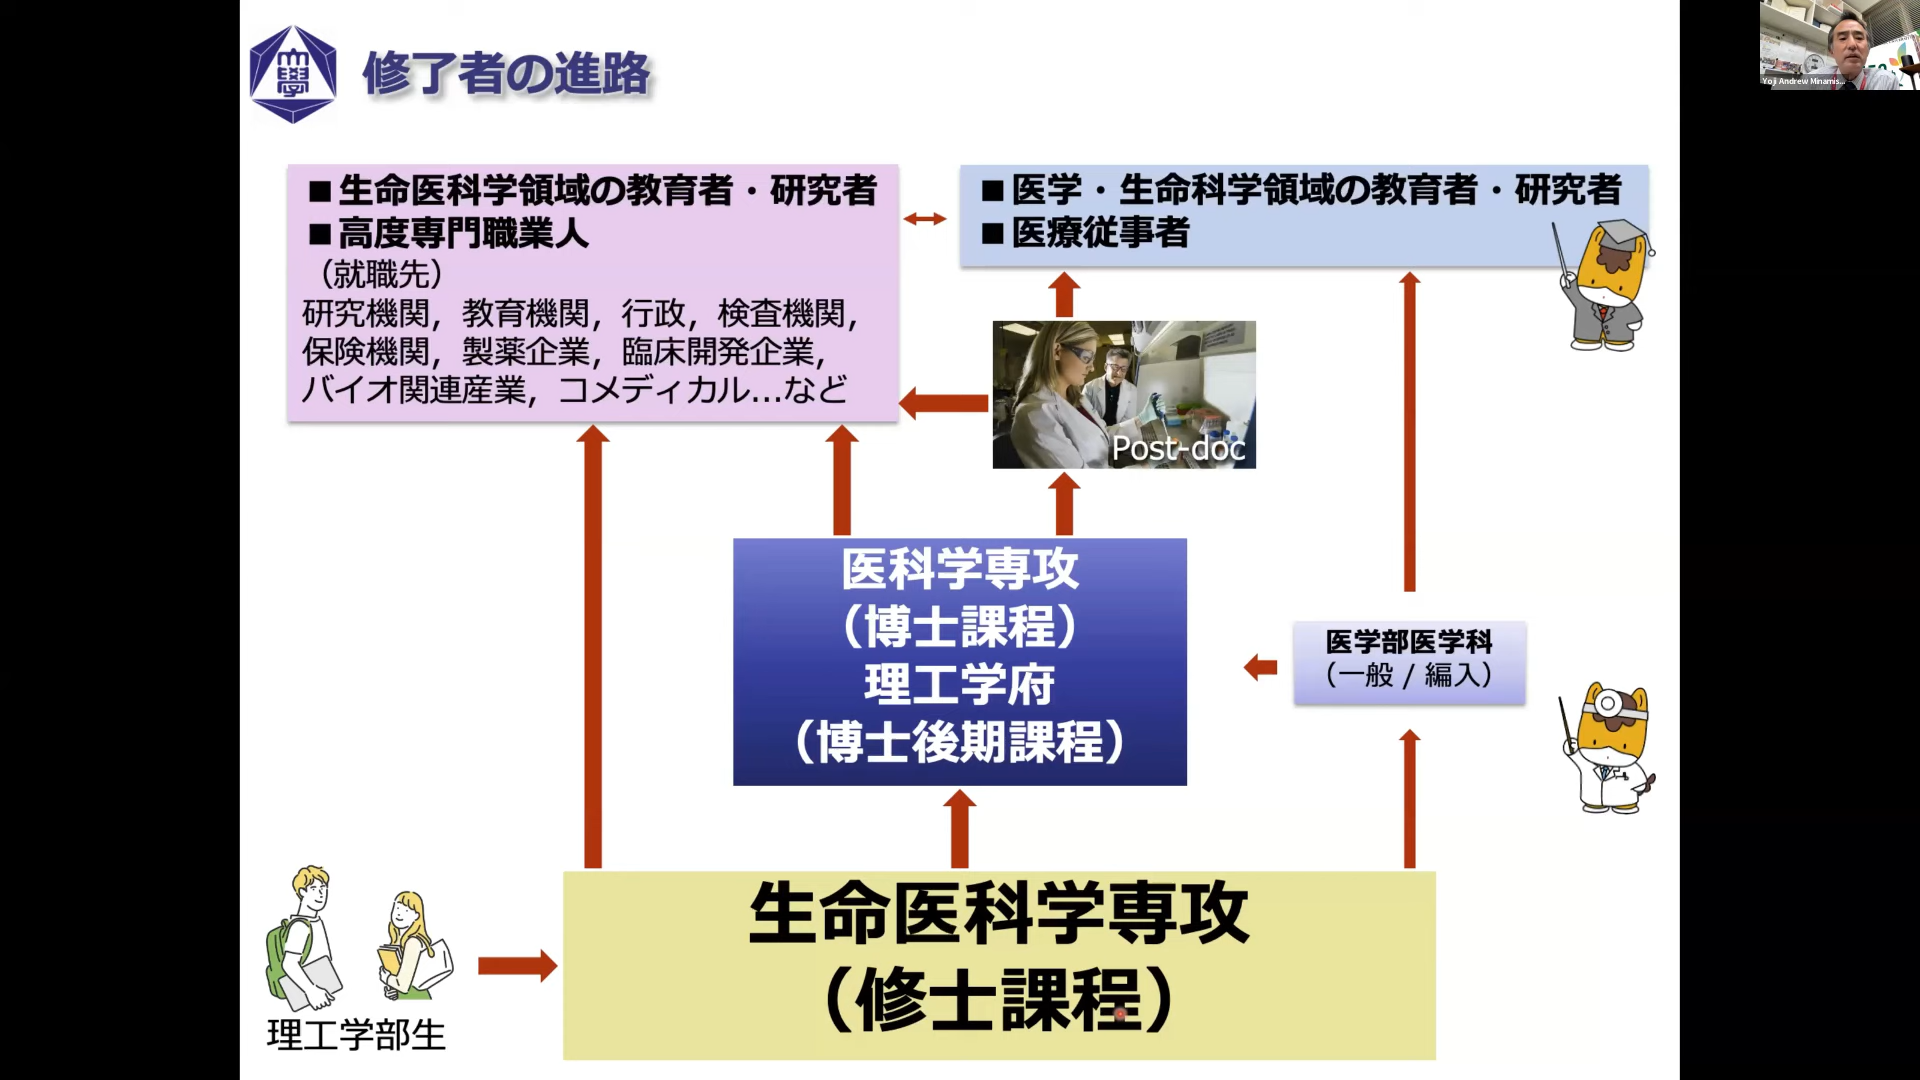 大學
修了者の進路
Yoji Andrew Minamis...
■生命医科学領域の教育者・研究者
■高度専門職業人
（就職先）
研究機関，教育機関，行政，検査機関，
保険機関，製薬企業，臨床開発企業，
バイオ関連産業，コメディカル…など
■医学・生命科学領域の教育者・研究者
■医療従事者
Post-doc
医科学専攻
（博士課程）
理工学府
（博士後期課程）
医学部医学科
（一般 / 編入）
生命医科学専攻
（修士課程）
理工学部生